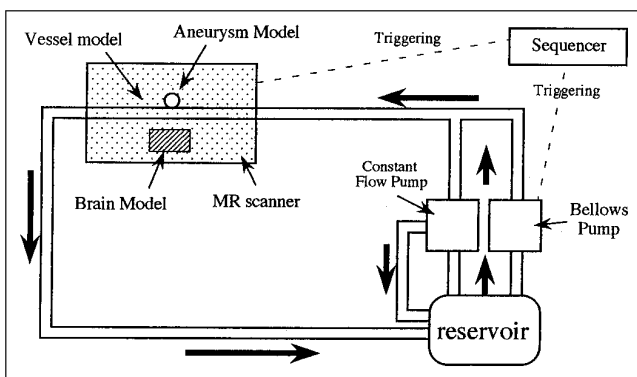 Aneurysm Model
Vessel model
Triggering
Sequencer
Triggering
Constant
Flow Pump
Brain Model
MR scanner
Bellows
Pump
reservoir